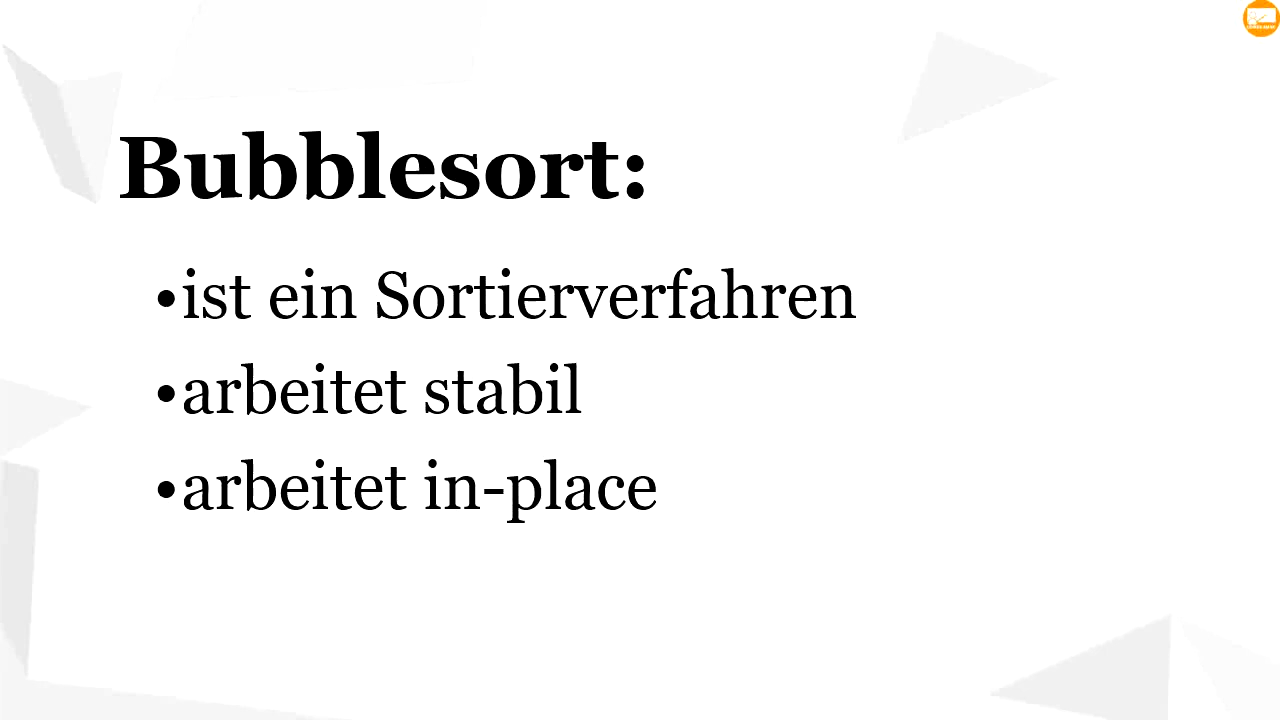 Bubblesort:
•ist ein Sortierverfahren
•arbeitet stabil
•arbeitet in-place